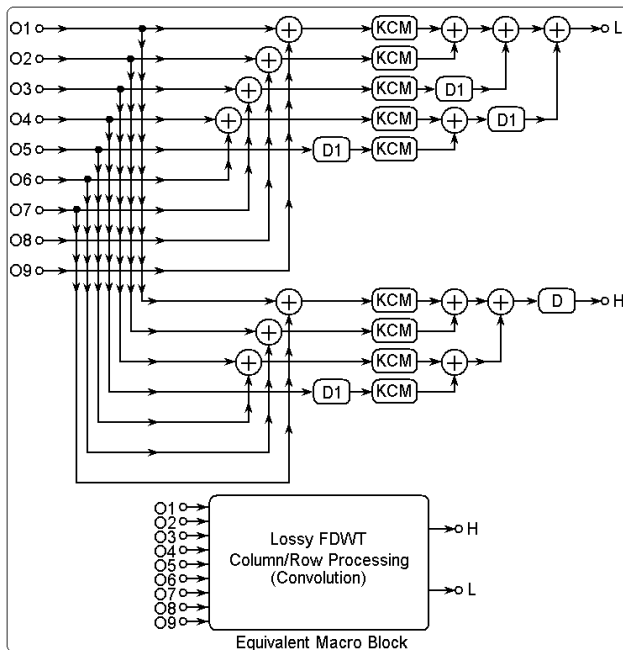 O1 KCM L
O2 KCM
O3 KCM D1
O4 KCM D1
O5 D1 KCM
O6
O7
O8
O9
KCM D H
KCM
KCM
D1 KCM
O1
O2
O3
O4
O5
O6
O7
O8
O9
Lossy FDWT
Column/Row Processing
(Convolution)
H
L
Equivalent Macro Block